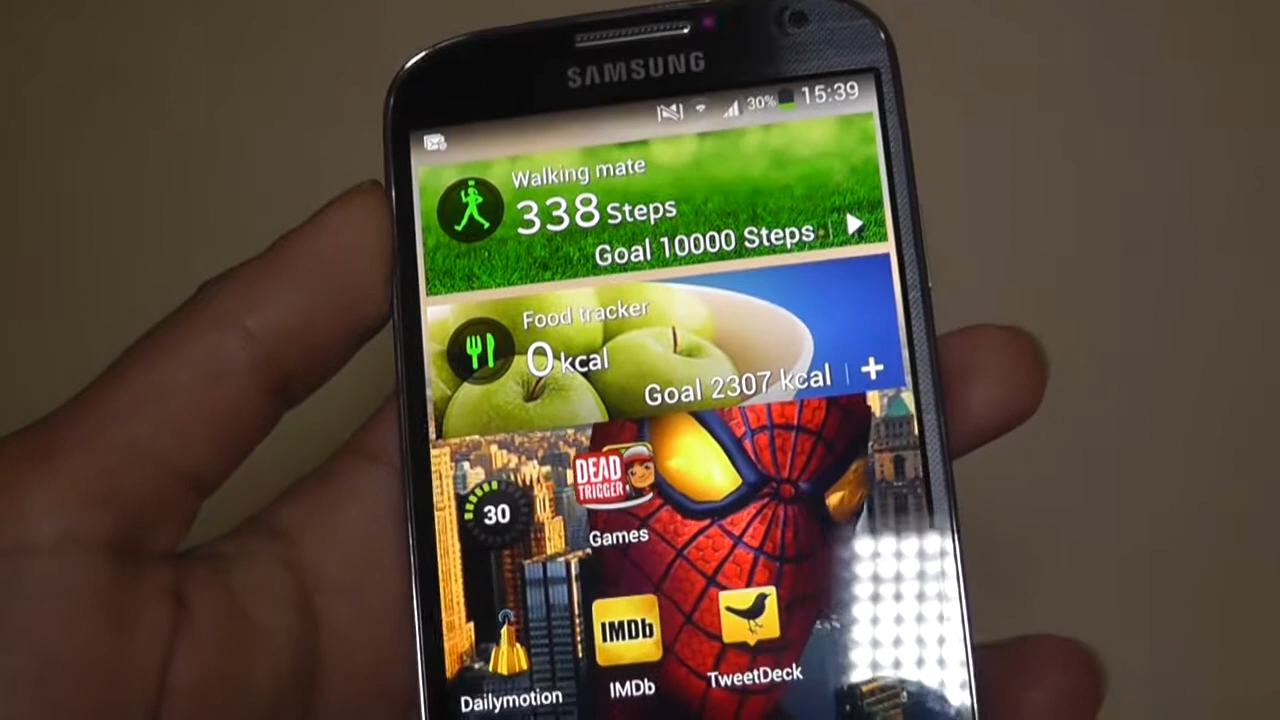 SAMSUNG
30% 15:39
Walking mate
338 Steps
Goal 10000 Steps
Food tracker
0 kcal
Goal 2307 kcal
30
DEAD
TRIGGER
Games
IMDb
Dailymotion
IMDb
TweetDeck